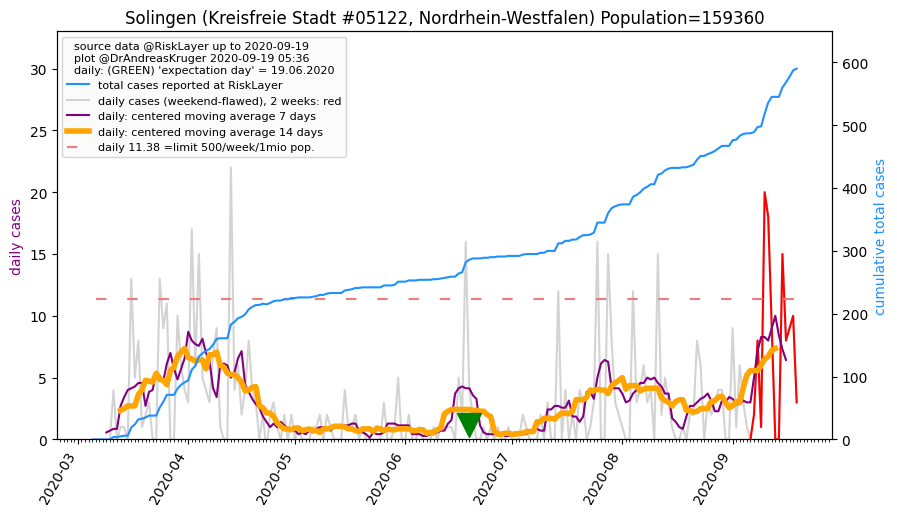 Solingen (Kreisfreie Stadt #05122, Nordrhein-Westfalen) Population=159360
source data @RiskLayer up to 2020-09-19
plot @DrAndreasKruger 2020-09-19 05:36
daily: (GREEN) 'expectation day' = 19.06.2020
total cases reported at RiskLayer
daily cases (weekend-flawed), 2 weeks: red
daily: centered moving average 7 days
daily: centered moving average 14 days
daily 11.38 =limit 500/week/1mio pop.
daily cases
30
25
20
15
10
5
0
cumulative total cases
600
500
400
300
200
100
0
2020-03
2020-04
2020-05
2020-06
2020-07
2020-08
2020-09